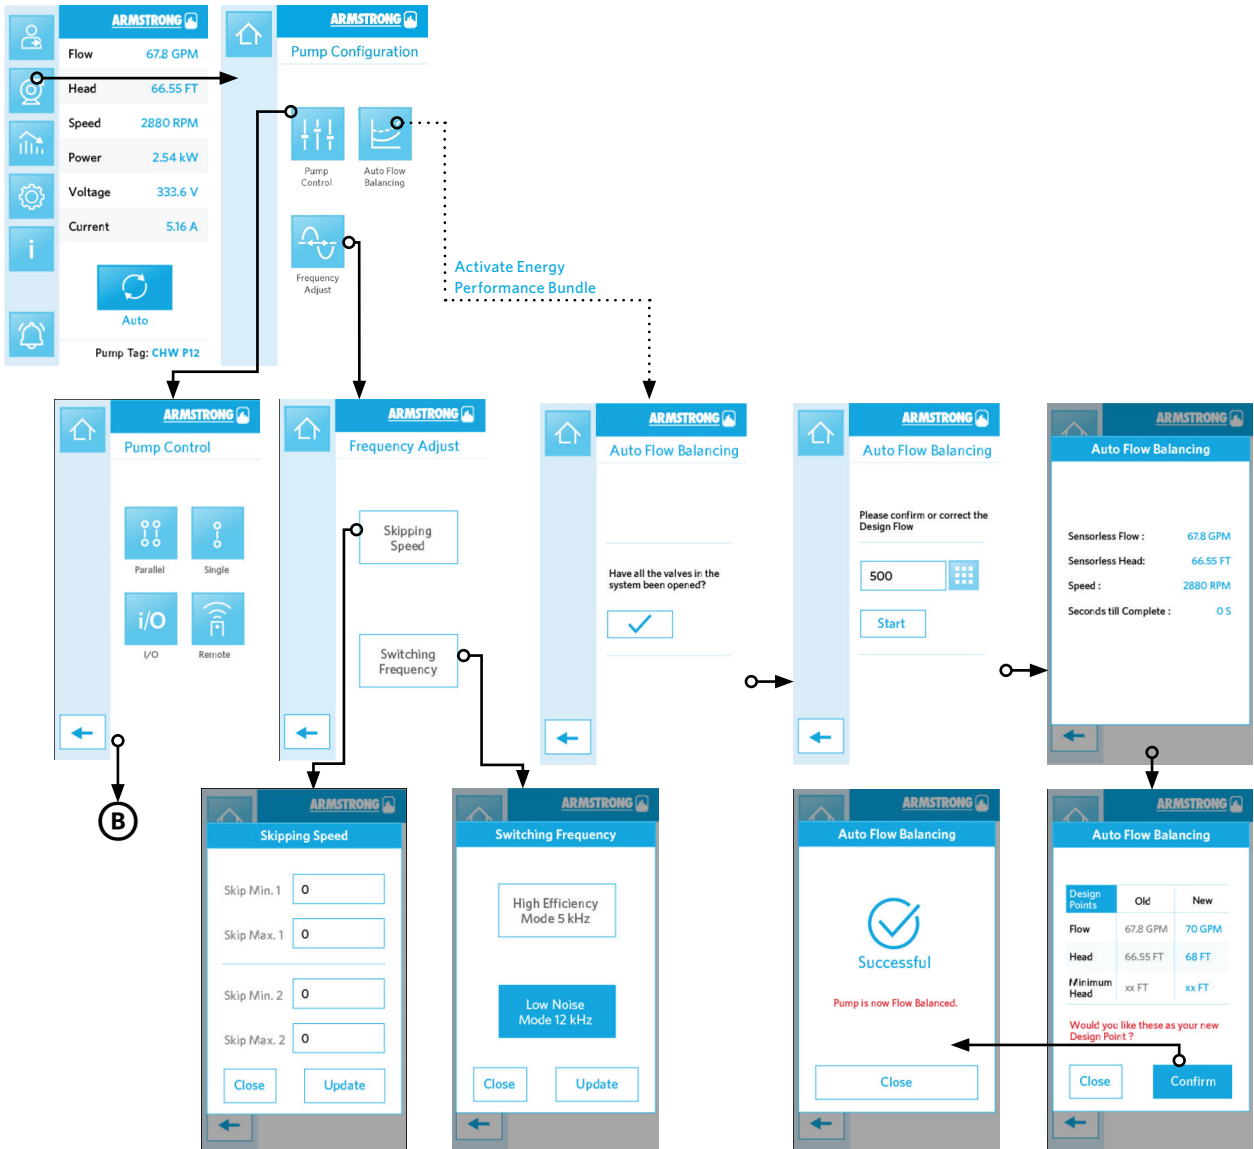 ARMSTRONG
Flow 67.8 GPM
Head 66.55 FT
Speed 2880 RPM
Power 2.54 kW
Voltage 333.6 V
Current 5.16 A
i
Auto
Pump Tag: CHW P12
ARMSTRONG
Pump Configuration
Pump
Control
Auto Flow
Balancing
Frequency
Adjust
Activate Energy
Performance Bundle
ARMSTRONG
Pump Control
Parallel
Single
i/O
I/O
Remote
B
ARMSTRONG
Frequency Adjust
Skipping
Speed
Switching
Frequency
ARMSTRONG
Auto Flow Balancing
Have all the valves in the
system been opened?
ARMSTRONG
Auto Flow Balancing
Please confirm or correct the
Design Flow
500
Start
ARMSTRONG
Auto Flow Balancing
Sensorless Flow : 67.8 GPM
Sensorless Head: 66.55 FT
Speed : 2880 RPM
Seconds till Complete : 0 S
ARMSTRONG
Skipping Speed
Skip Min. 1 0
Skip Max. 1 0
Skip Min. 2 0
Skip Max. 2 0
Close Update
ARMSTRONG
Switching Frequency
High Efficiency
Mode 5 kHz
Low Noise
Mode 12 kHz
Close Update
ARMSTRONG
Auto Flow Balancing
Successful
Pump is now Flow Balanced.
Close
ARMSTRONG
Auto Flow Balancing
Design
Points Old New
Flow 67.8 GPM 70 GPM
Head 66.55 FT 68 FT
Minimum
Head xx FT xx FT
Would you like these as your new
Design Point ?
Close Confirm